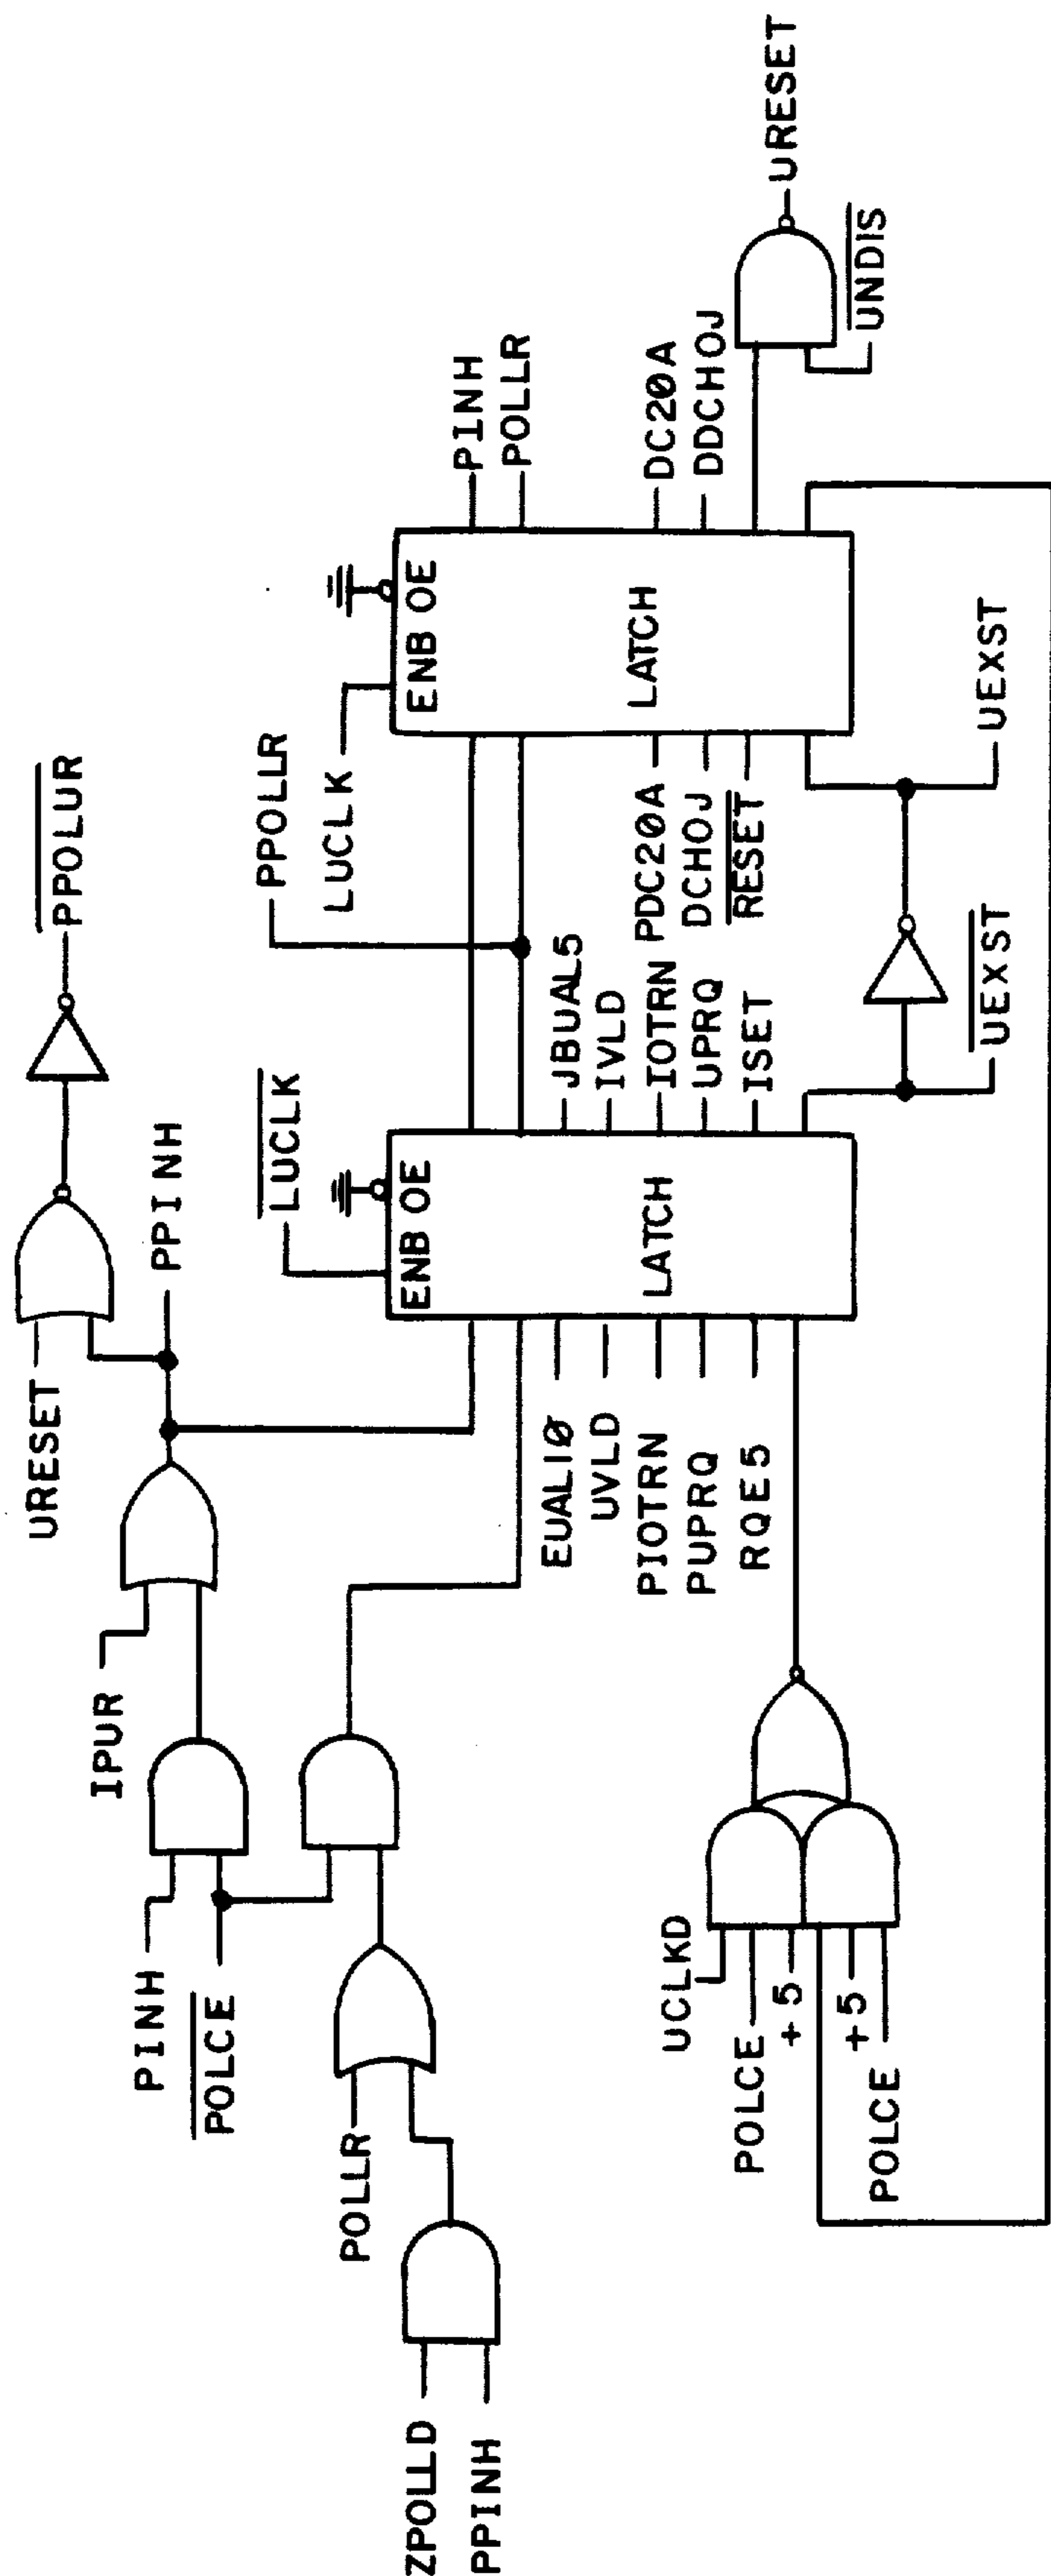 URESET
PPOLUR
IPUR
PPINH
PINH
POLCE
POLLR
ZPOLLD
PPINH
LUCLK
ENB OE
LATCH
EUAL10
UVLD
PIOTRN
PUPRQ
RQE5
JBUAL5
IVLD
IOTRN
UPRQ
ISET
PPOLLR
LUCLK
ENB OE
LATCH
PDC20A
DCHOJ
RESET
PINH
POLLR
DC20A
DDCHOJ
URESET
UNDIS
UCLKD
POLCE
+5
+5
POLCE
UEXST
UEXST